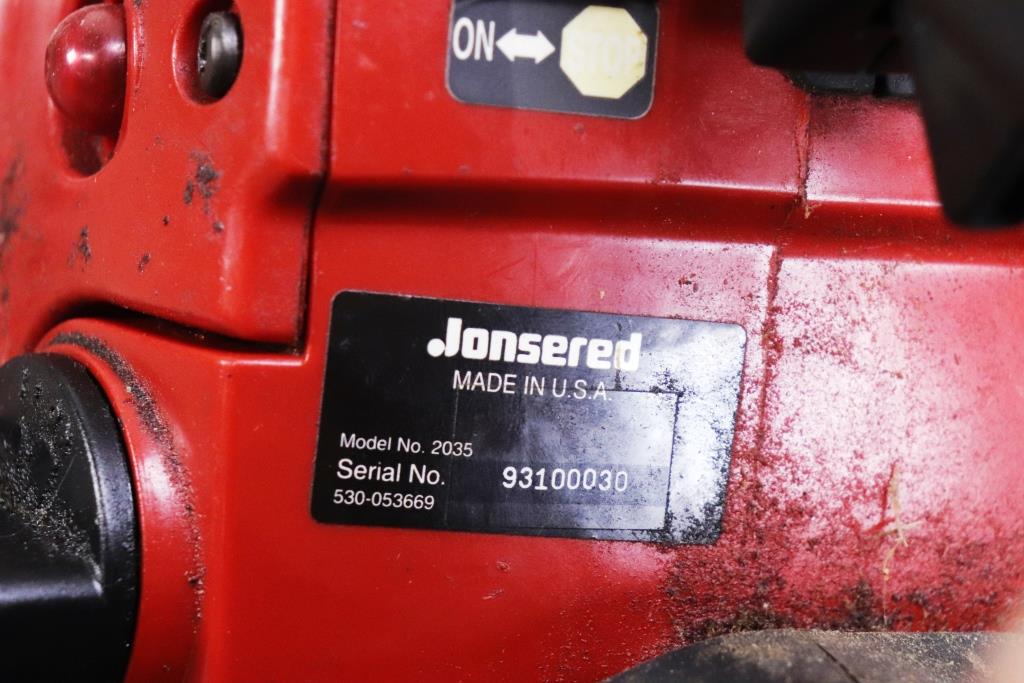 ON STOP
Jonsered
MADE IN U.S.A.
Model No. 2035
Serial No. 93100030
530-053669